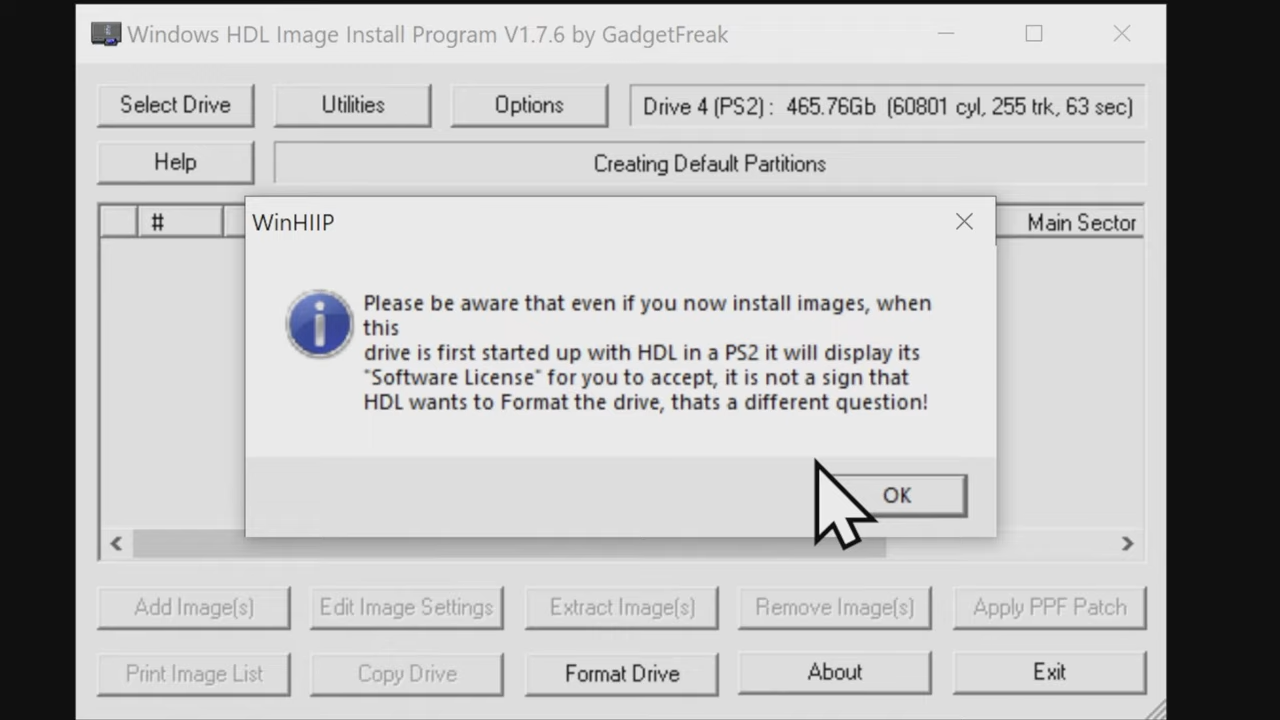 Windows HDL Image Install Program V1.7.6 by GadgetFreak
Select Drive
Utilities
Options
Drive 4 (PS2) : 465.76Gb (60801 cyl, 255 trk, 63 sec)
Help
Creating Default Partitions
#
Main Sector
WinHIIP
Please be aware that even if you now install images, when
this
drive is first started up with HDL in a PS2 it will display its
"Software License" for you to accept, it is not a sign that
HDL wants to Format the drive, thats a different question!
OK
Add Image(s)
Edit Image Settings
Extract Image(s)
Remove Image(s)
Apply PPF Patch
Print Image List
Copy Drive
Format Drive
About
Exit